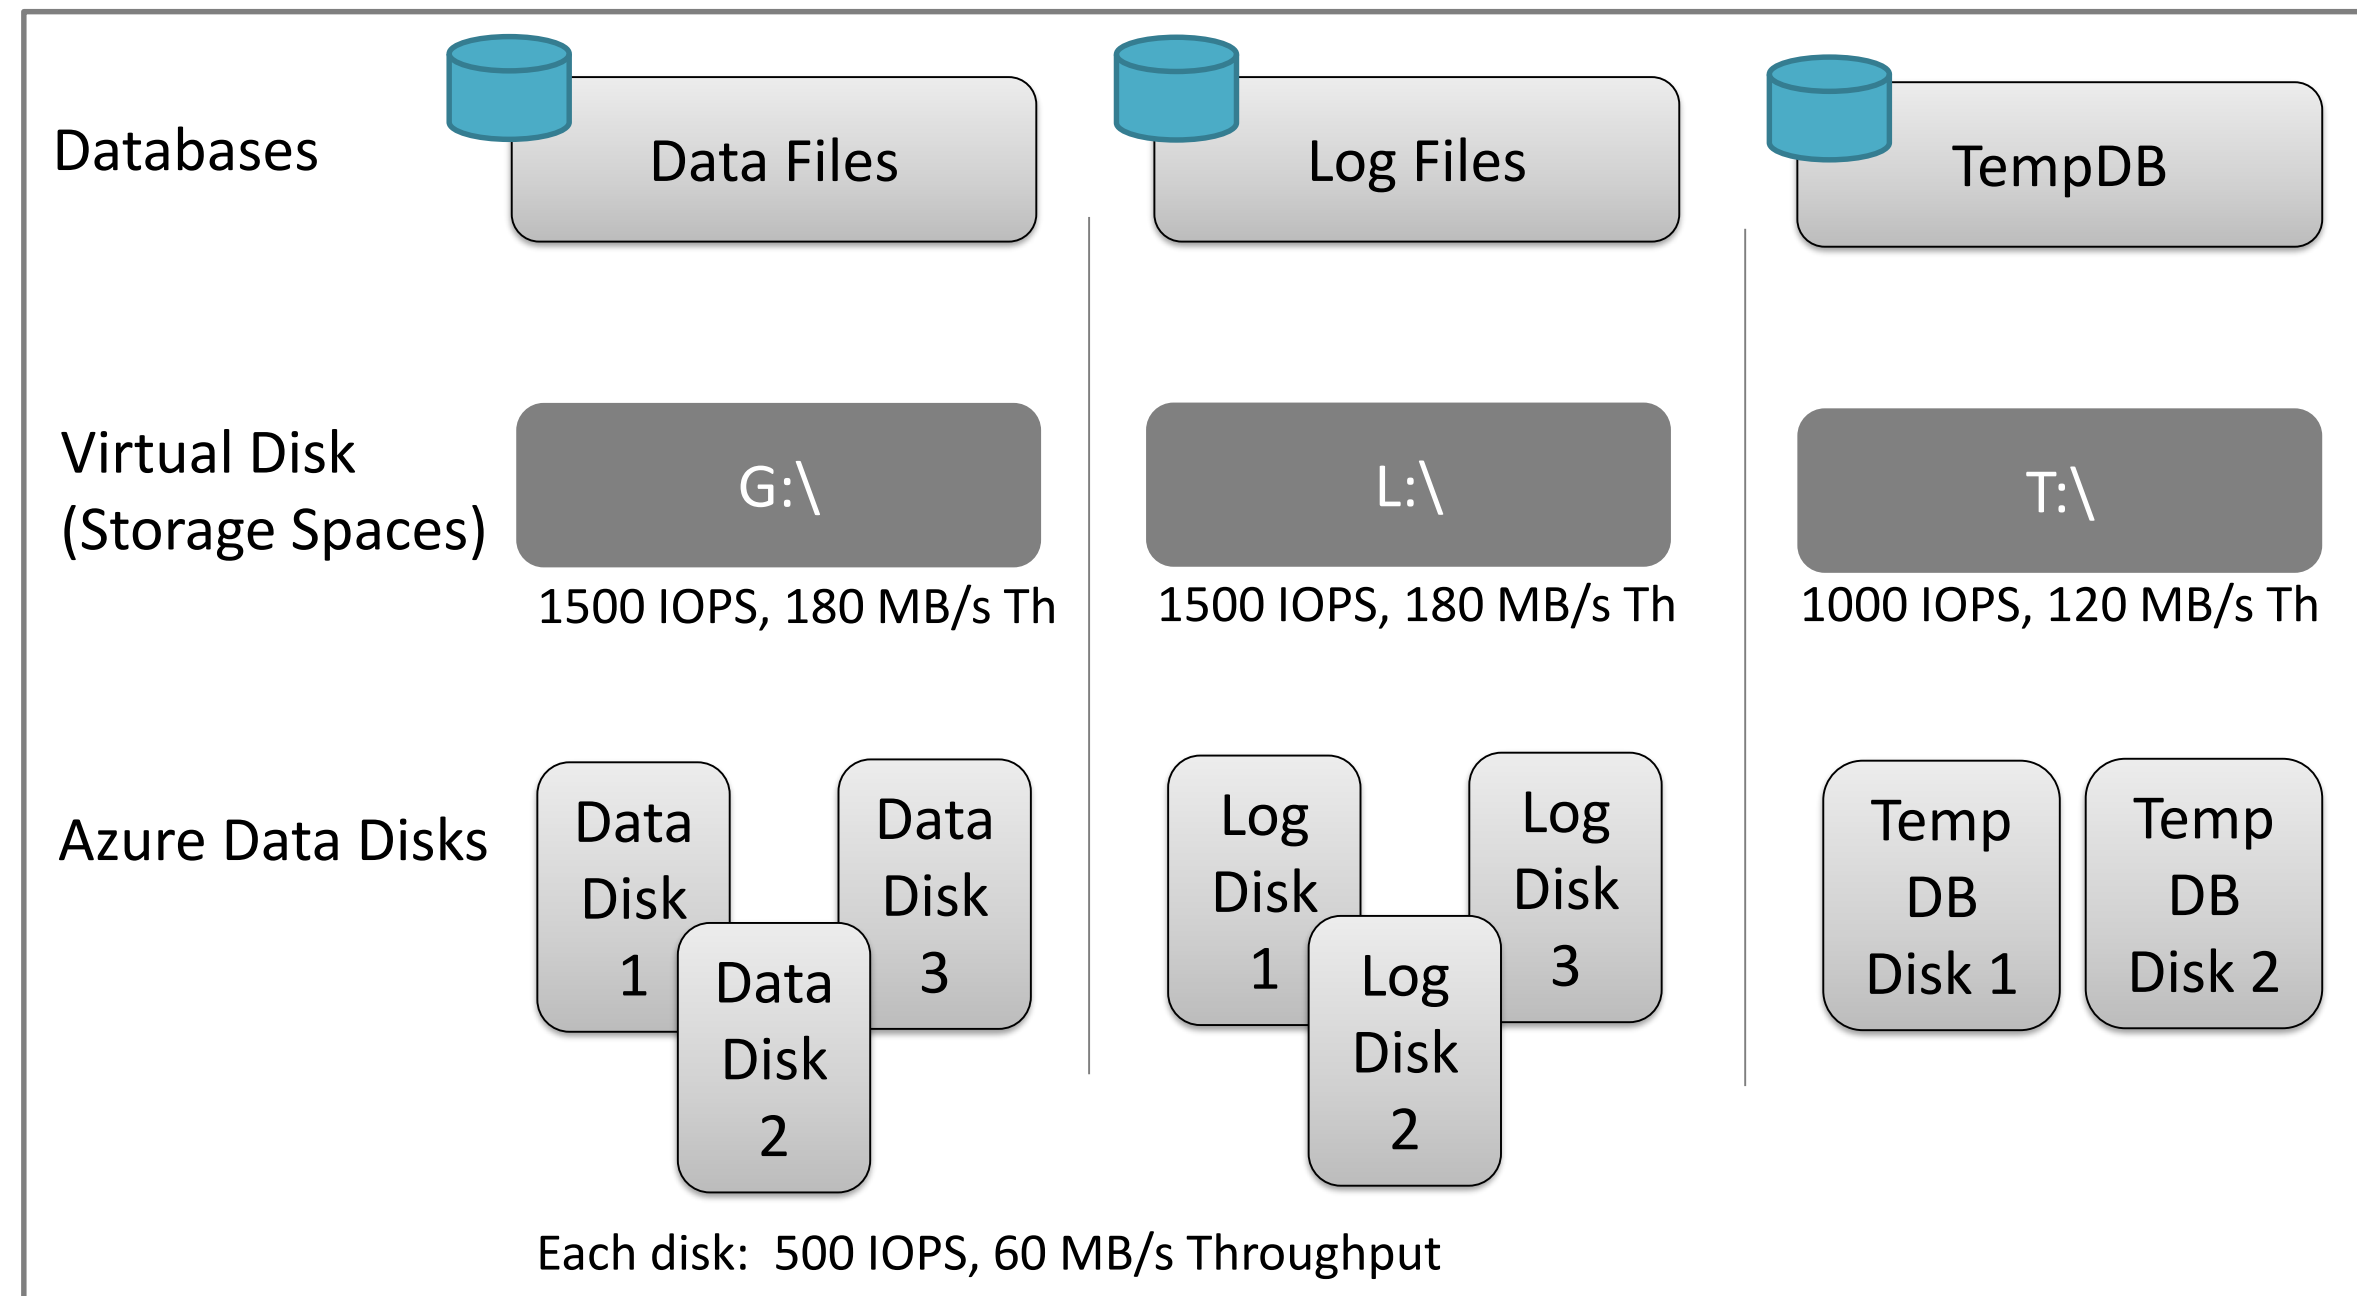 Databases
Data Files
Log Files
TempDB
Virtual Disk
(Storage Spaces)
G:\
L:\
T:\
1500 IOPS, 180 MB/s Th
1500 IOPS, 180 MB/s Th
1000 IOPS, 120 MB/s Th
Azure Data Disks
Data
Disk
1
Data
Disk
2
Data
Disk
3
Log
Disk
1
Log
Disk
2
Log
Disk
3
Temp
DB
Disk 1
Temp
DB
Disk 2
Each disk:  500 IOPS, 60 MB/s Throughput